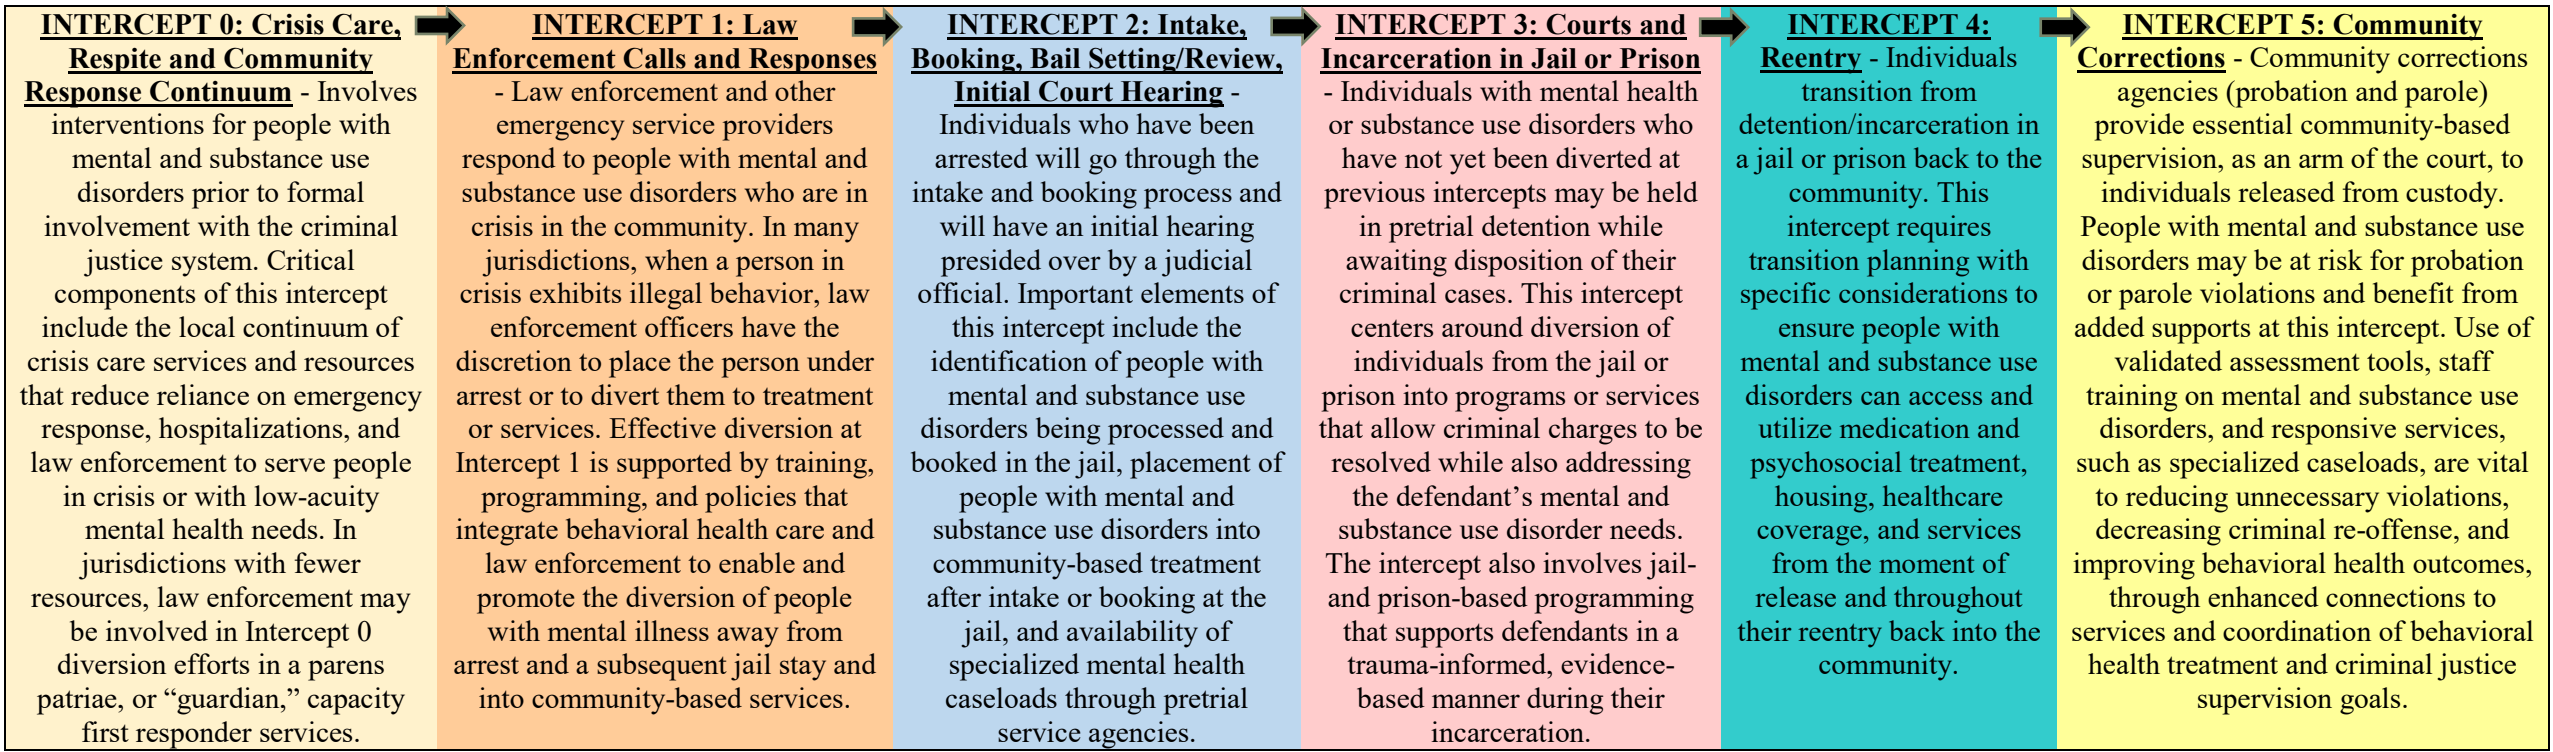 INTERCEPT 0: Crisis Care,
Respite and Community
Response Continuum - Involves
interventions for people with
mental and substance use
disorders prior to formal
involvement with the criminal
justice system. Critical
components of this intercept
include the local continuum of
crisis care services and resources
that reduce reliance on emergency
response, hospitalizations, and
law enforcement to serve people
in crisis or with low-acuity
mental health needs. In
jurisdictions with fewer
resources, law enforcement may
be involved in Intercept 0
diversion efforts in a parens
patriae, or “guardian,” capacity
first responder services.
INTERCEPT 1: Law
Enforcement Calls and Responses
- Law enforcement and other
emergency service providers
respond to people with mental and
substance use disorders who are in
crisis in the community. In many
jurisdictions, when a person in
crisis exhibits illegal behavior, law
enforcement officers have the
discretion to place the person under
arrest or to divert them to treatment
or services. Effective diversion at
Intercept 1 is supported by training,
programming, and policies that
integrate behavioral health care and
law enforcement to enable and
promote the diversion of people
with mental illness away from
arrest and a subsequent jail stay and
into community-based services.
INTERCEPT 2: Intake,
Booking, Bail Setting/Review,
Initial Court Hearing -
Individuals who have been
arrested will go through the
intake and booking process and
will have an initial hearing
presided over by a judicial
official. Important elements of
this intercept include the
identification of people with
mental and substance use
disorders being processed and
booked in the jail, placement of
people with mental and
substance use disorders into
community-based treatment
after intake or booking at the
jail, and availability of
specialized mental health
caseloads through pretrial
service agencies.
INTERCEPT 3: Courts and
Incarceration in Jail or Prison
- Individuals with mental health
or substance use disorders who
have not yet been diverted at
previous intercepts may be held
in pretrial detention while
awaiting disposition of their
criminal cases. This intercept
centers around diversion of
individuals from the jail or
prison into programs or services
that allow criminal charges to be
resolved while also addressing
the defendant’s mental and
substance use disorder needs.
The intercept also involves jail-
and prison-based programming
that supports defendants in a
trauma-informed, evidence-
based manner during their
incarceration.
INTERCEPT 4:
Reentry - Individuals
transition from
detention/incarceration in
a jail or prison back to the
community. This
intercept requires
transition planning with
specific considerations to
ensure people with
mental and substance use
disorders can access and
utilize medication and
psychosocial treatment,
housing, healthcare
coverage, and services
from the moment of
release and throughout
their reentry back into the
community.
INTERCEPT 5: Community
Corrections - Community corrections
agencies (probation and parole)
provide essential community-based
supervision, as an arm of the court, to
individuals released from custody.
People with mental and substance use
disorders may be at risk for probation
or parole violations and benefit from
added supports at this intercept. Use of
validated assessment tools, staff
training on mental and substance use
disorders, and responsive services,
such as specialized caseloads, are vital
to reducing unnecessary violations,
decreasing criminal re-offense, and
improving behavioral health outcomes,
through enhanced connections to
services and coordination of behavioral
health treatment and criminal justice
supervision goals.